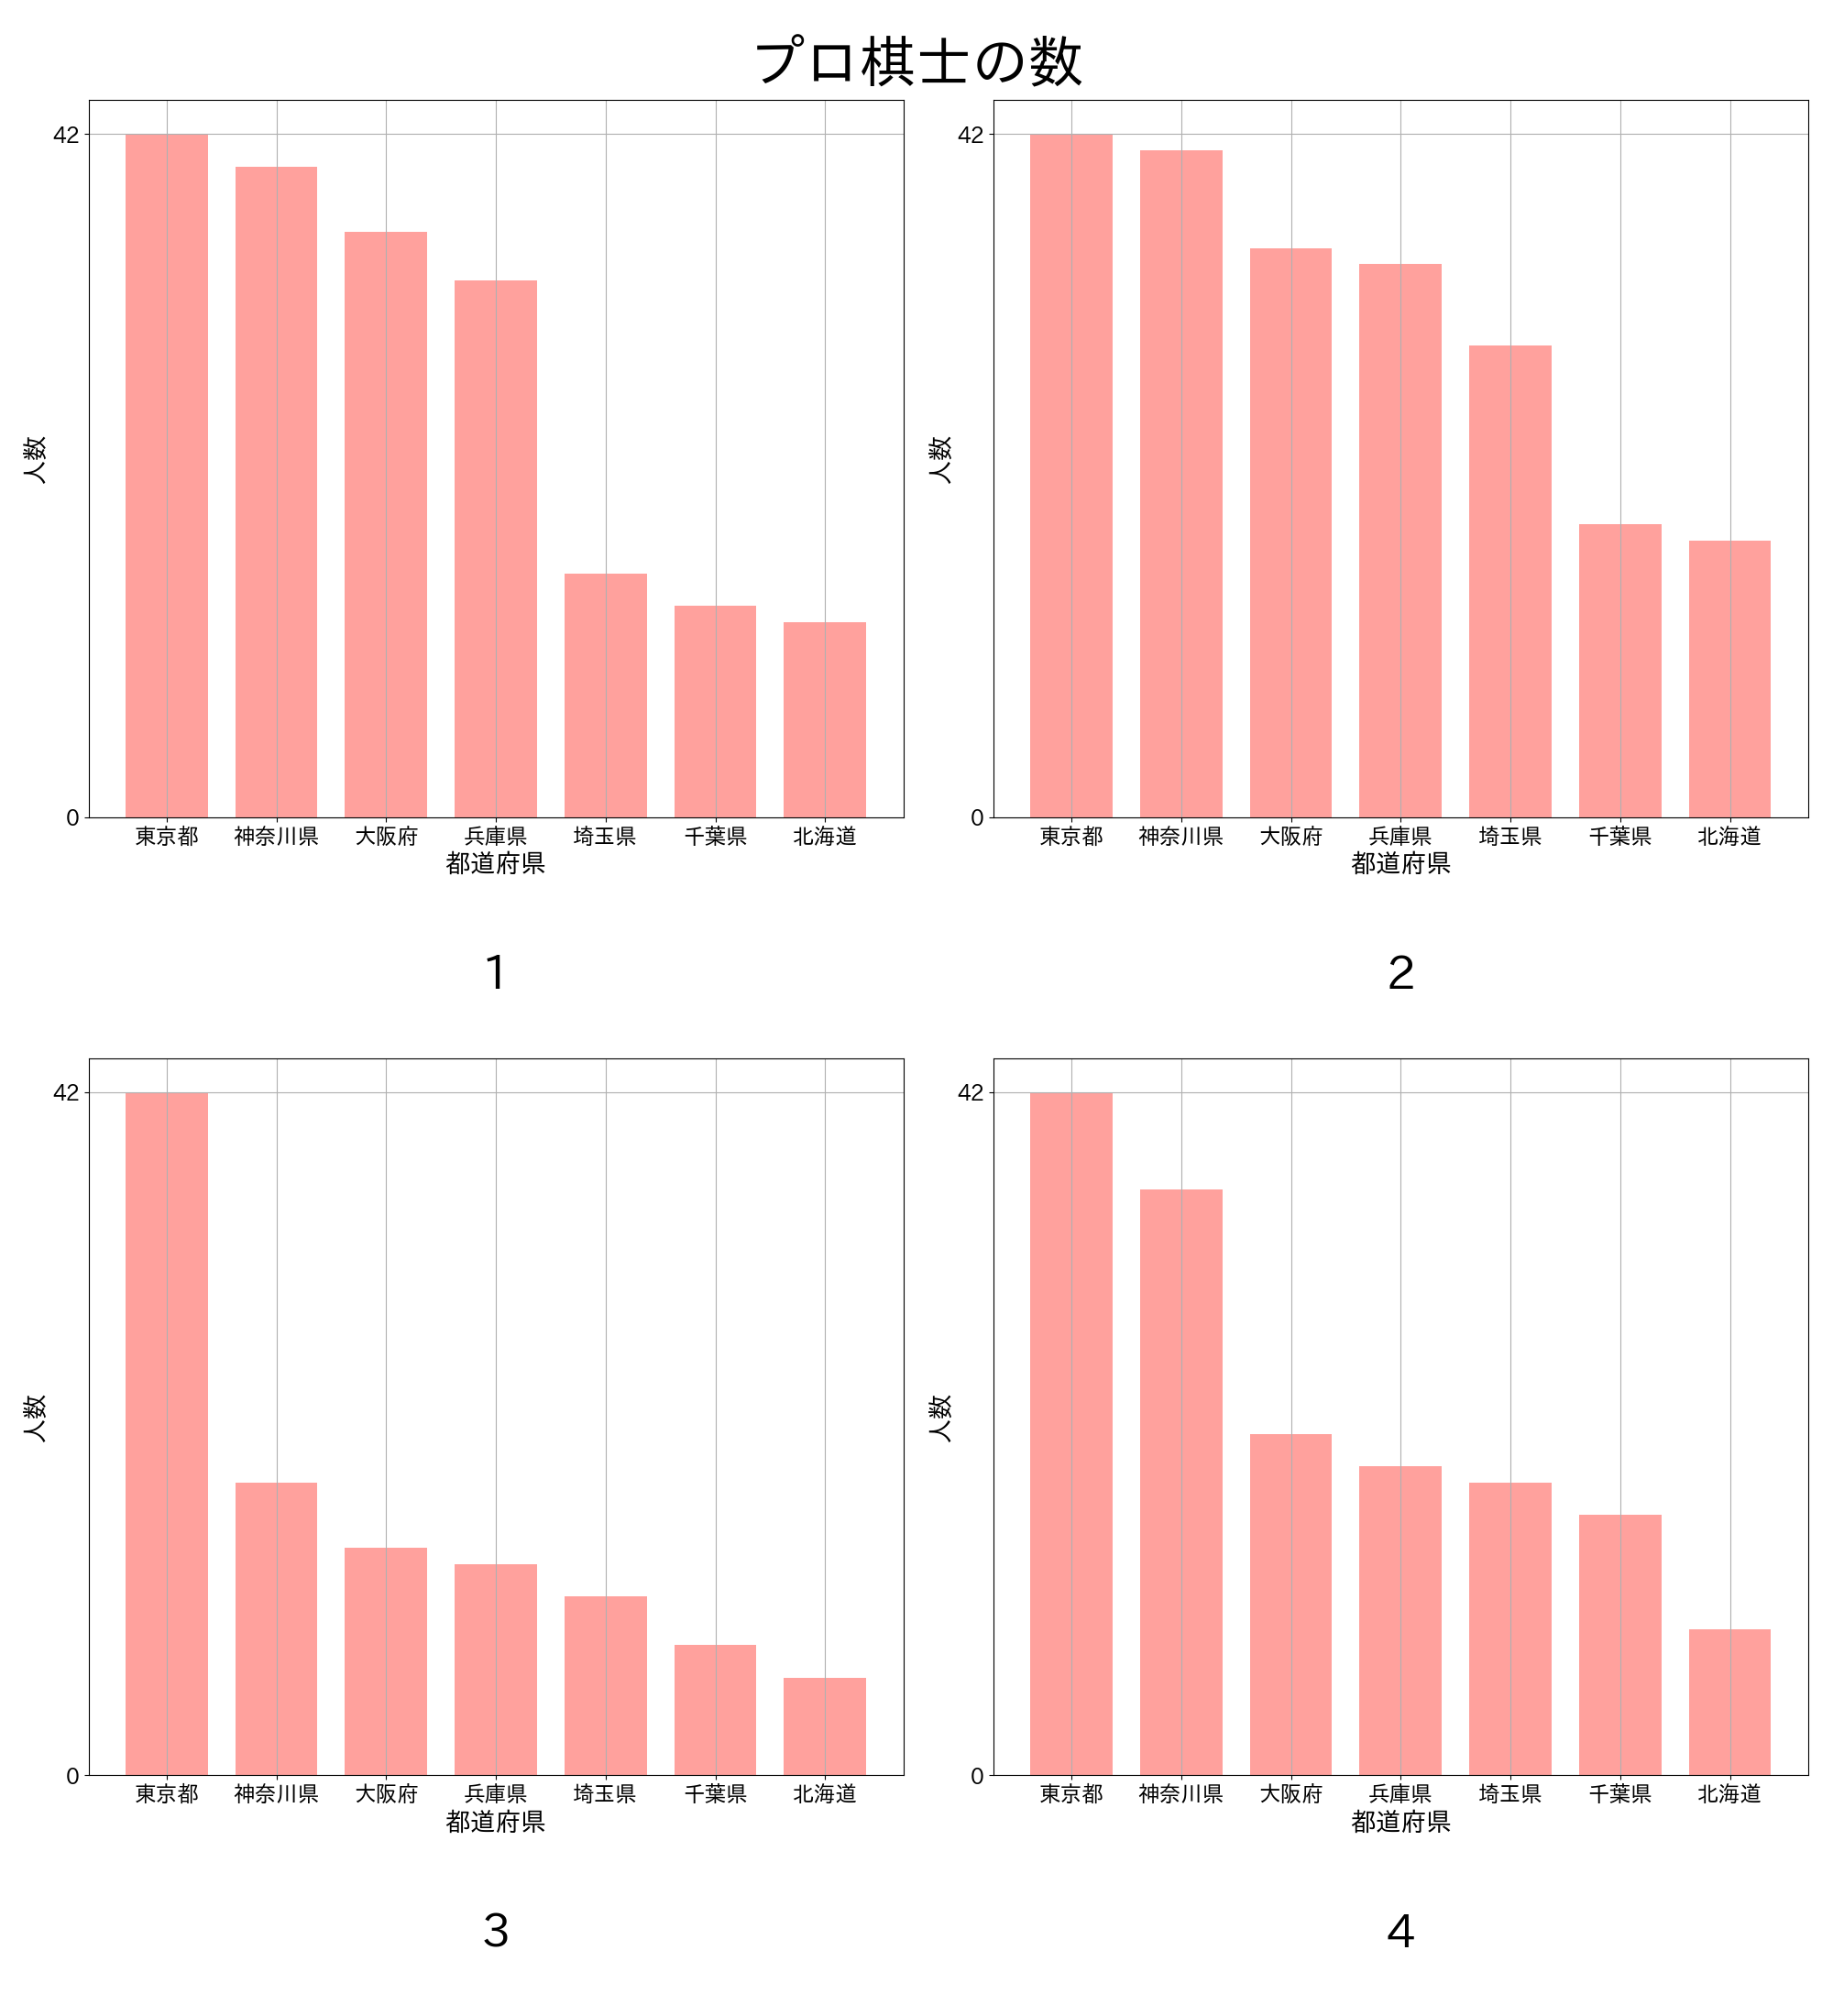 プロ棋士の数
42
0
人数
東京都 神奈川県 大阪府 兵庫県 埼玉県 千葉県 北海道
都道府県
1
42
0
人数
東京都 神奈川県 大阪府 兵庫県 埼玉県 千葉県 北海道
都道府県
2
42
0
人数
東京都 神奈川県 大阪府 兵庫県 埼玉県 千葉県 北海道
都道府県
3
42
0
人数
東京都 神奈川県 大阪府 兵庫県 埼玉県 千葉県 北海道
都道府県
4